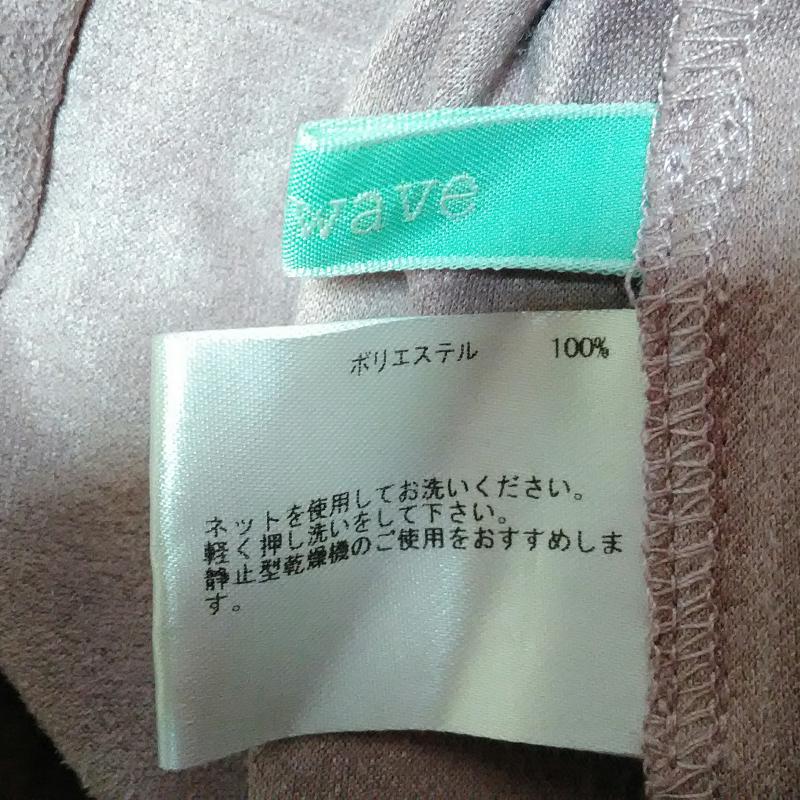 wave
ポリエステル 100%
ネットを使用してお洗いください。
軽く押し洗いをして下さい。
静止型乾燥機のご使用をおすすめしま
す。